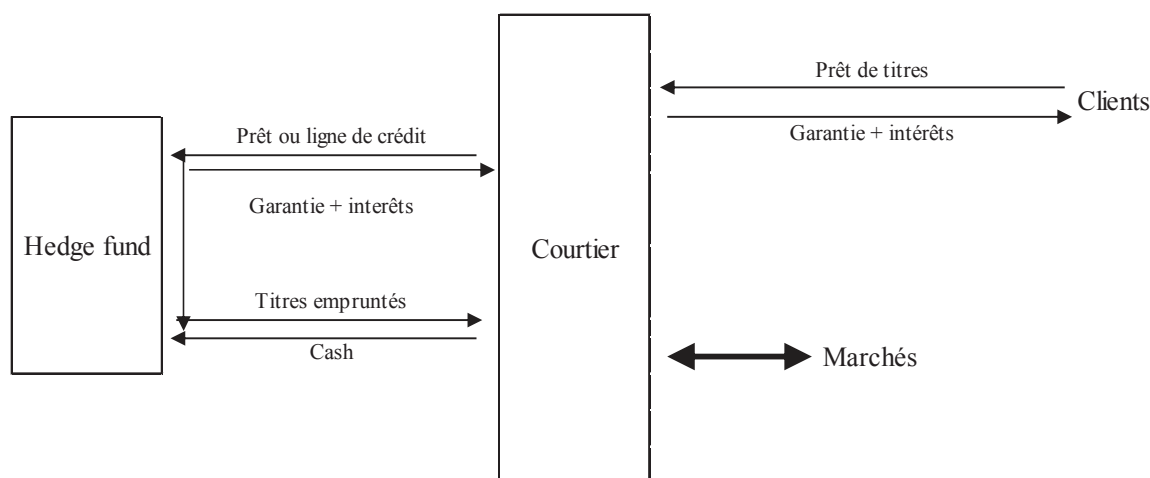 Prêt de titres
Clients
Garantie + intérêts
Prêt ou ligne de crédit
Garantie + interêts
Hedge fund
Courtier
Titres empruntés
Cash
Marchés